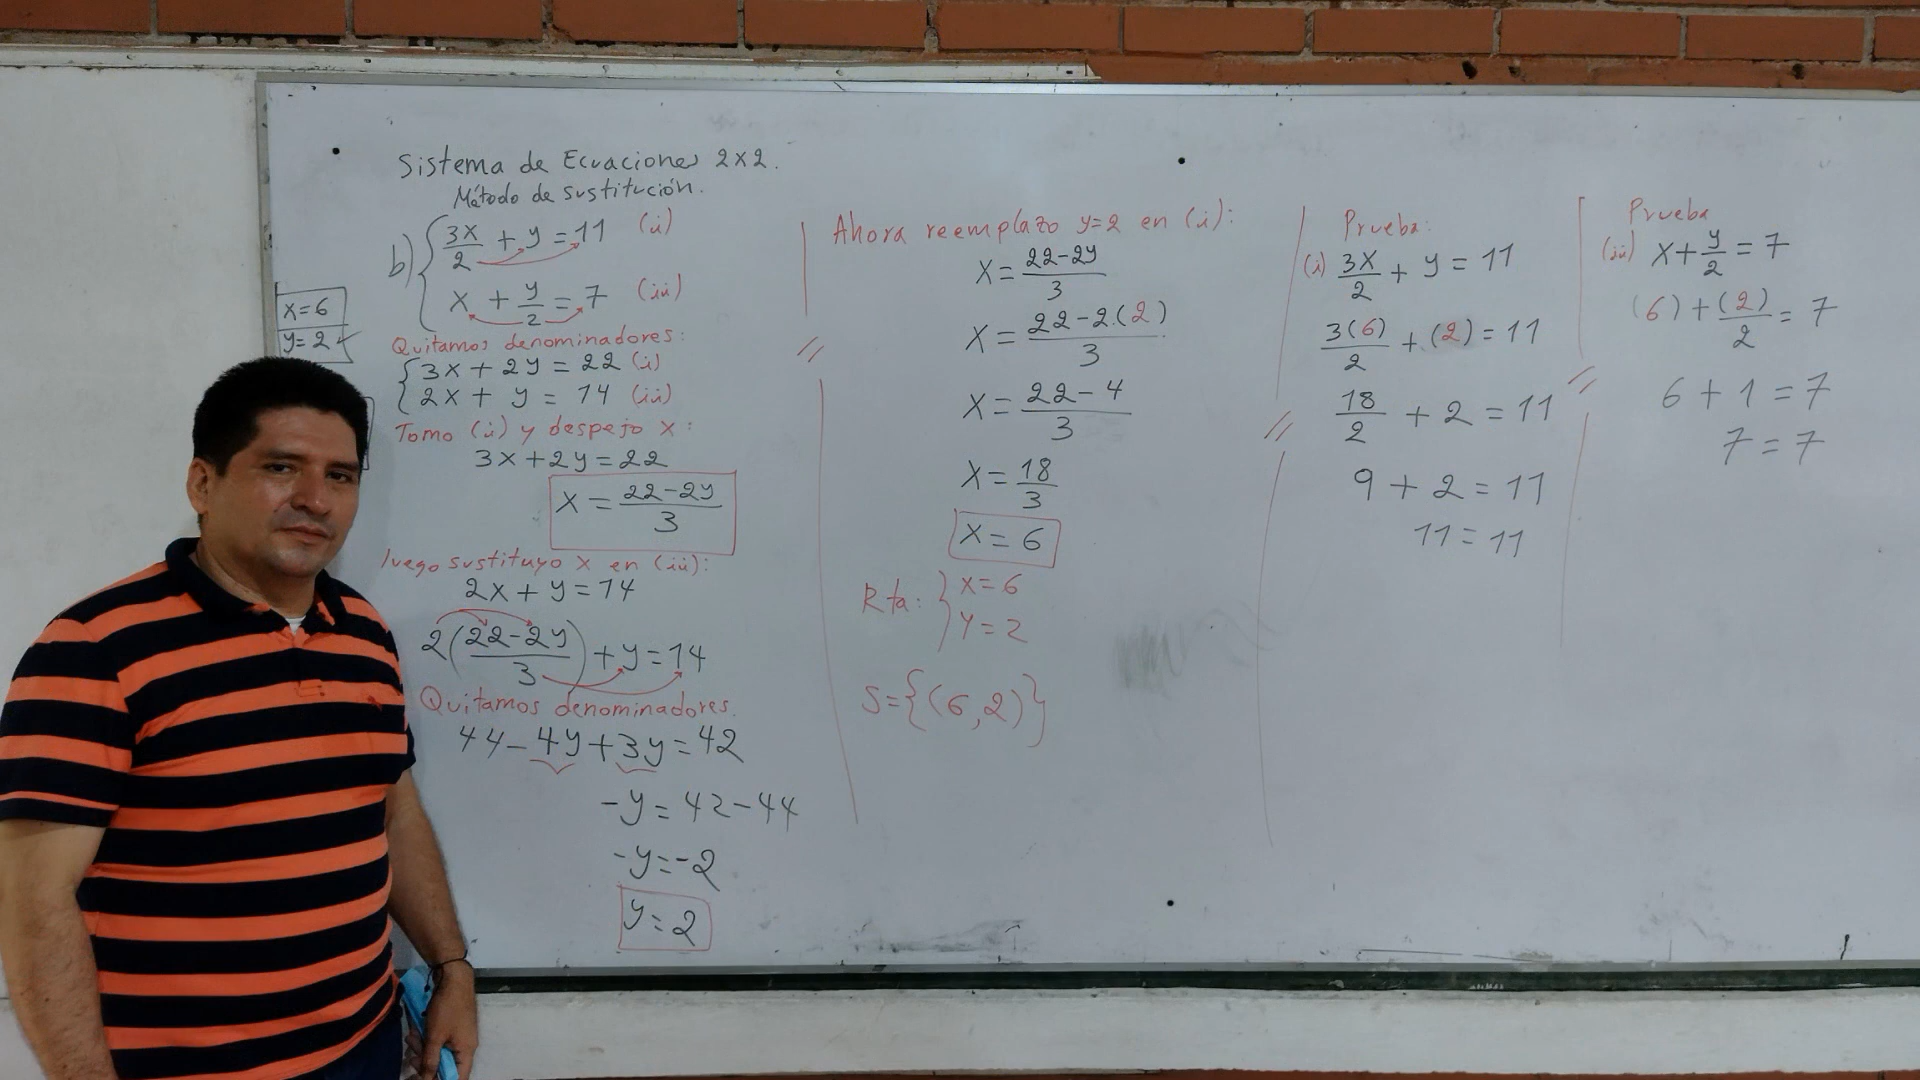 Sistema de Ecuaciones 2x2.
Método de sustitución.
b) { 3x/2 + y = 11 (i)
x + y/2 = 7 (ii)
x = 6
y = 2
Quitamos denominadores:
{ 3x + 2y = 22 (i)
2x + y = 14 (ii)
Tomo (i) y despejo x:
3x + 2y = 22
x = 22-2y/3
luego sustituyo x en (ii):
2x + y = 14
2(22-2y/3) + y = 14
Quitamos denominadores.
44 - 4y + 3y = 42
-y = 42 - 44
-y = -2
y = 2
Ahora reemplazo y=2 en (i):
x = 22-2y/3
x = 22-2.(2)/3
x = 22-4/3
x = 18/3
x = 6
Rta: } x = 6
y = 2
S={(6,2)}
Prueba:
(i) 3x/2 + y = 11
3(6)/2 + (2) = 11
18/2 + 2 = 11
9 + 2 = 11
11 = 11
Prueba
(ii) x + y/2 = 7
(6) + (2)/2 = 7
6 + 1 = 7
7 = 7